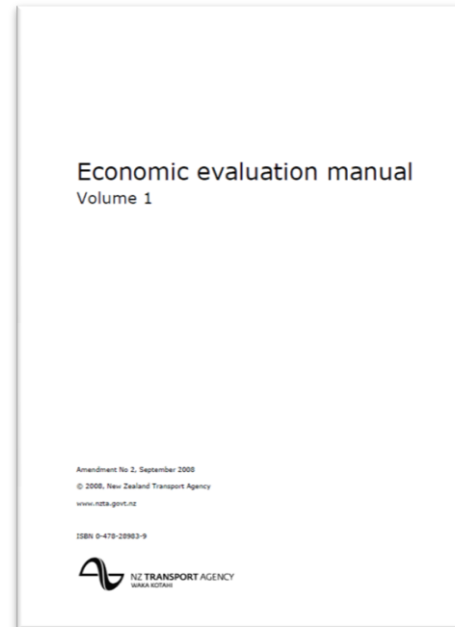 Economic evaluation manual
Volume 1
Amendment No 2, September 2008
© 2008, New Zealand Transport Agency
www.nzta.govt.nz
ISBN 0-478-28983-9
NZ TRANSPORT AGENCY
WAKA KOTAHI